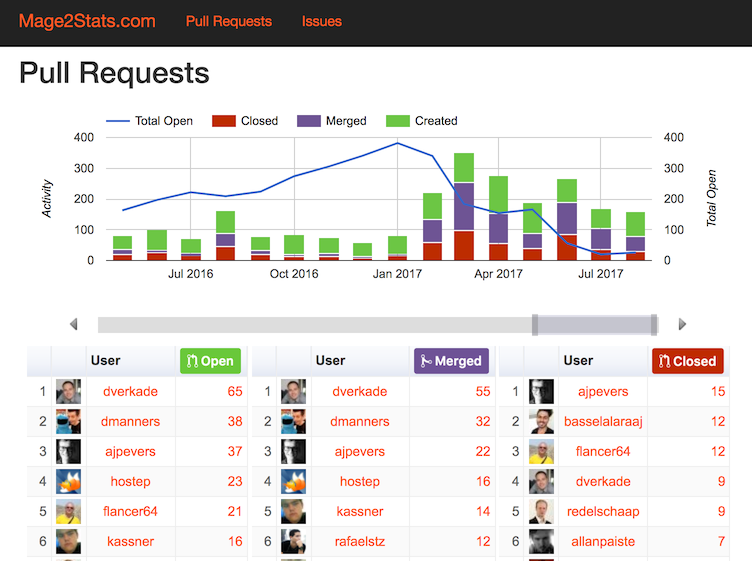 Mage2Stats.com Pull Requests Issues
Pull Requests
Total Open Closed Merged Created
400 400
300 300
200 200
100 100
0 0
Activity
Total Open
Jul 2016 Oct 2016 Jan 2017 Apr 2017 Jul 2017
User Open User Merged User Closed
1 dverkade 65 1 dverkade 55 1 ajpevers 15
2 dmanners 38 2 dmanners 32 2 basselalaraaj 12
3 ajpevers 37 3 ajpevers 22 3 flancer64 12
4 hostep 23 4 hostep 16 4 dverkade 9
5 flancer64 21 5 kassner 14 5 redelschaap 9
6 kassner 16 6 rafaelstz 12 6 allanpaiste 7